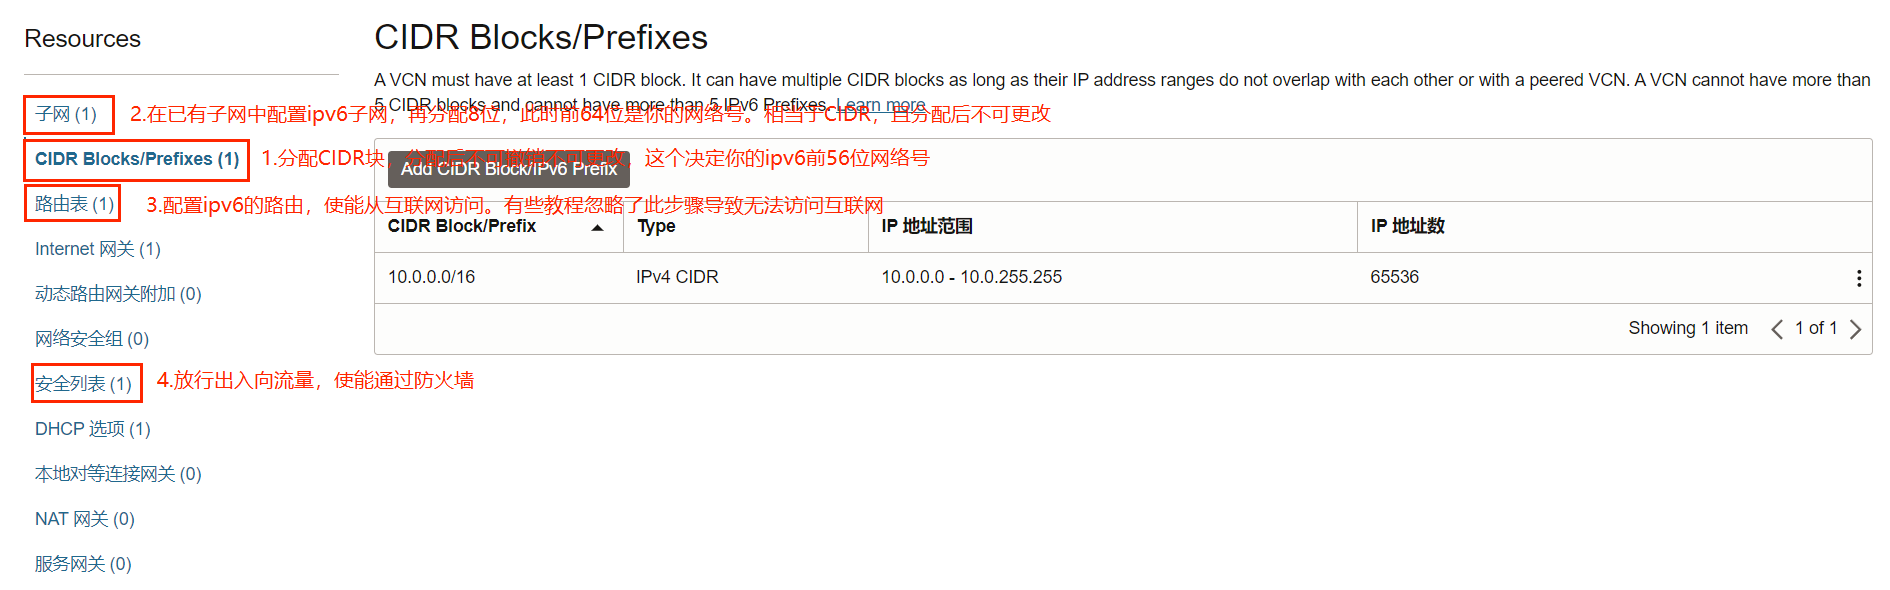 Resources
子网 (1)
2.在已有子网中配置ipv6子网，再分配8位，此时前64位是你的网络号。相当于CIDR，且分配后不可更改
CIDR Blocks/Prefixes (1)
1.分配CIDR块，分配后不可撤销不可更改，这个决定你的ipv6前56位网络号
路由表 (1)
3.配置ipv6的路由，使能从互联网访问。有些教程忽略了此步骤导致无法访问互联网
Internet 网关 (1)
动态路由网关附加 (0)
网络安全组 (0)
安全列表 (1)
4.放行出入向流量，使能通过防火墙
DHCP 选项 (1)
本地对等连接网关 (0)
NAT 网关 (0)
服务网关 (0)
CIDR Blocks/Prefixes
A VCN must have at least 1 CIDR block. It can have multiple CIDR blocks as long as their IP address ranges do not overlap with each other or with a peered VCN. A VCN cannot have more than
5 CIDR blocks and cannot have more than 5 IPv6 Prefixes. Learn more
Add CIDR Block/IPv6 Prefix
CIDR Block/Prefix Type IP 地址范围 IP 地址数
10.0.0.0/16 IPv4 CIDR 10.0.0.0 - 10.0.255.255 65536
Showing 1 item 1 of 1